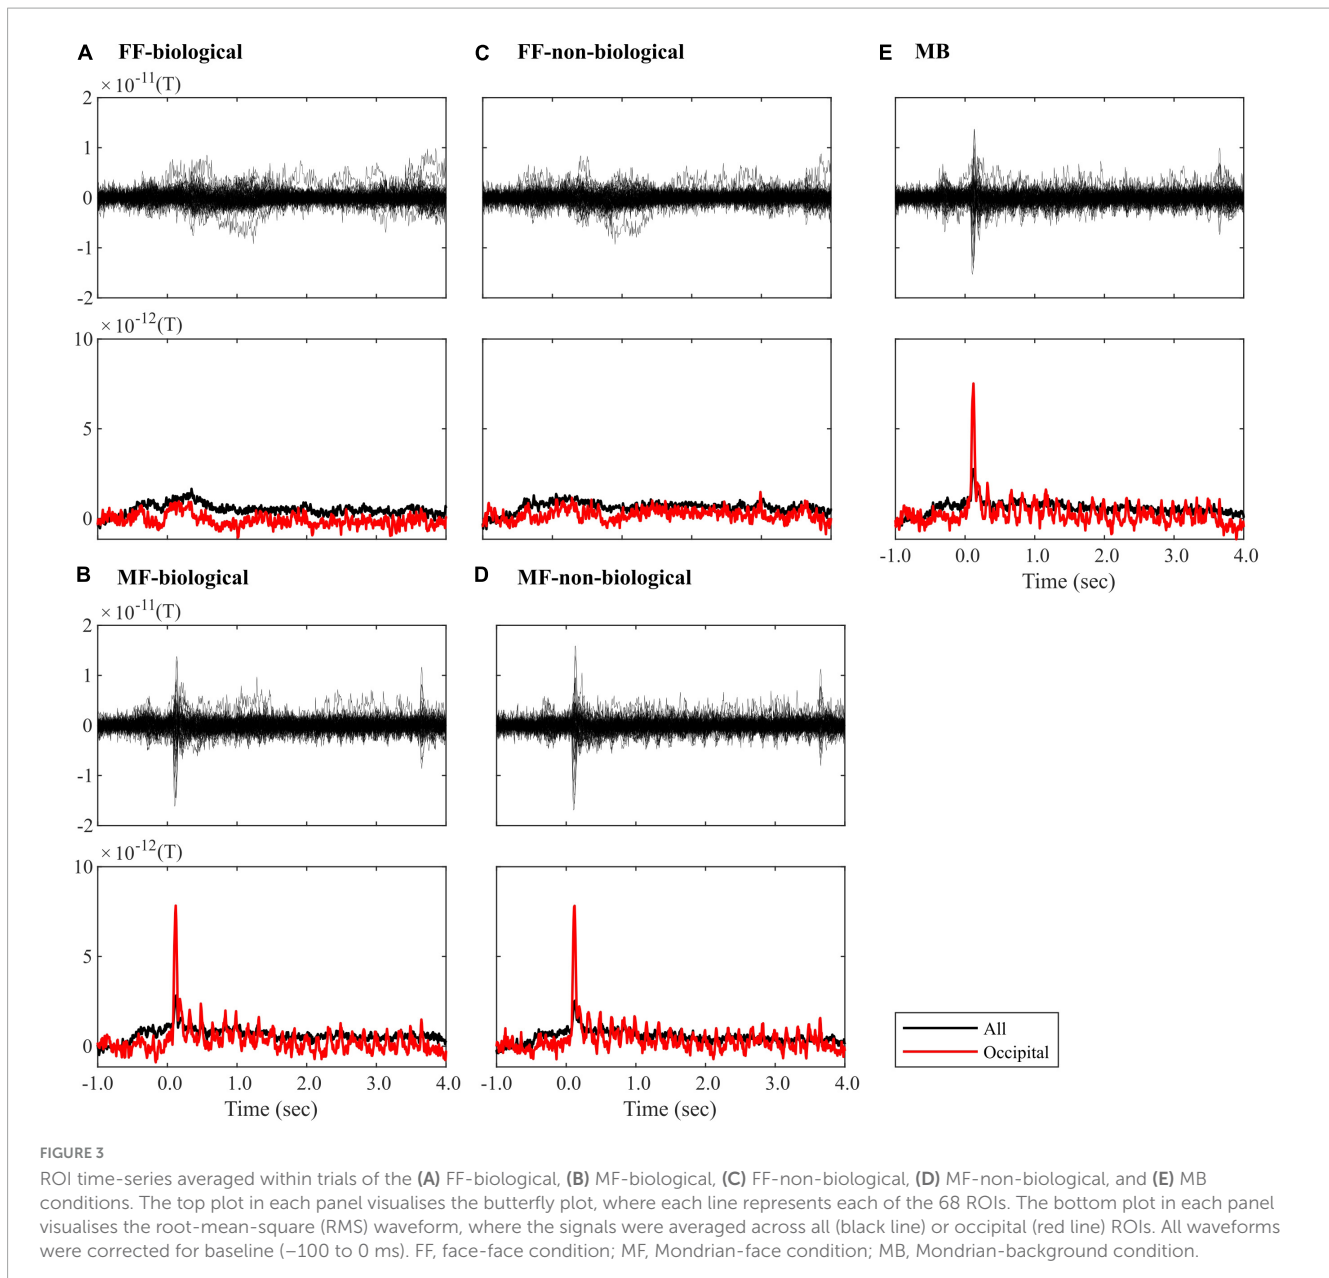 A FF-biological
C FF-non-biological
E MB
× 10-11(T)
2
1
0
-1
-2
× 10-12(T)
10
5
0
-1.0 0.0 1.0 2.0 3.0 4.0
Time (sec)
B MF-biological
D MF-non-biological
× 10-11(T)
2
1
0
-1
-2
× 10-12(T)
10
5
0
-1.0 0.0 1.0 2.0 3.0 4.0
Time (sec)
-1.0 0.0 1.0 2.0 3.0 4.0
Time (sec)
All
Occipital
FIGURE 3
ROI time-series averaged within trials of the (A) FF-biological, (B) MF-biological, (C) FF-non-biological, (D) MF-non-biological, and (E) MB
conditions. The top plot in each panel visualises the butterfly plot, where each line represents each of the 68 ROIs. The bottom plot in each panel
visualises the root-mean-square (RMS) waveform, where the signals were averaged across all (black line) or occipital (red line) ROIs. All waveforms
were corrected for baseline (−100 to 0 ms). FF, face-face condition; MF, Mondrian-face condition; MB, Mondrian-background condition.